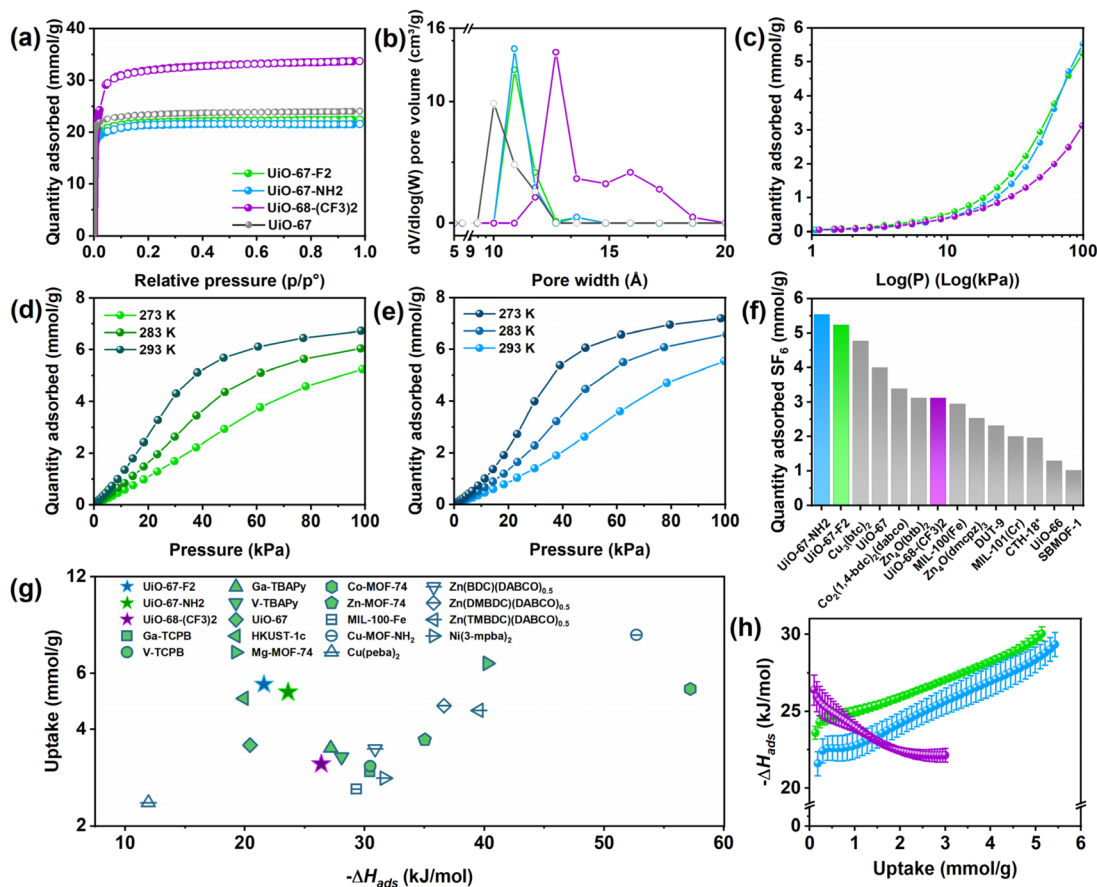 (a)
Quantity adsorbed (mmol/g)
40
30
20
10
0
0.0 0.2 0.4 0.6 0.8 1.0
Relative pressure (p/p°)
UiO-67-F2
UiO-67-NH2
UiO-68-(CF3)2
UiO-67
(b)
dV/dlog(W) pore volume (cm³/g)
16
10
0
5 9 10 15 20
Pore width (Å)
(c)
Quantity adsorbed (mmol/g)
6
5
4
3
2
1
0
1 10 100
Log(P) (Log(kPa))
(d)
Quantity adsorbed (mmol/g)
8
6
4
2
0
0 20 40 60 80 100
Pressure (kPa)
273 K
283 K
293 K
(e)
Quantity adsorbed (mmol/g)
8
6
4
2
0
0 20 40 60 80 100
Pressure (kPa)
273 K
283 K
293 K
(f)
Quantity adsorbed SF₆ (mmol/g)
6
5
4
3
2
1
0
UiO-67-NH2
UiO-67-F2
Cu₃(btc)₂
UiO-67
Co₂(1.4-bdc)₂(dabco)
Zn₄O(btb)₂
UiO-68-(CF3)2
MIL-100(Fe)
Zn₄O(dmcpz)₃
DUT-9
MIL-101(Cr)
CTH-18*
UiO-66
SBMOF-1
(g)
Uptake (mmol/g)
12
6
4
2
10 20 30 40 50 60
-ΔHads (kJ/mol)
UiO-67-F2 Ga-TBAPy Co-MOF-74 Zn(BDC)(DABCO)₀.₅
UiO-67-NH2 V-TBAPy Zn-MOF-74 Zn(DMBDC)(DABCO)₀.₅
UiO-68-(CF3)2 UiO-67 MIL-100-Fe Zn(TMBDC)(DABCO)₀.₅
Ga-TCPB HKUST-1c Cu-MOF-NH₂ Ni(3-mpba)₂
V-TCPB Mg-MOF-74 Cu(peba)₂
(h)
-ΔHads (kJ/mol)
30
25
20
0
0 1 2 3 4 5 6
Uptake (mmol/g)